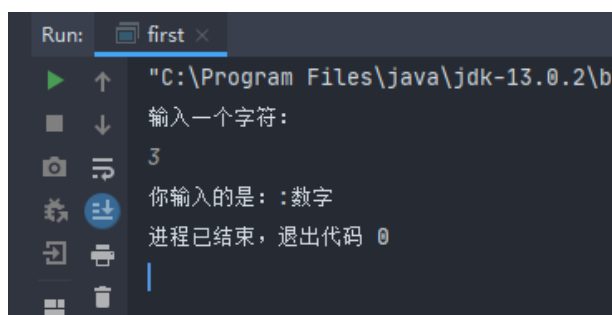 Run: first ×
"C:\Program Files\java\jdk-13.0.2\b
输入一个字符:
3
你输入的是: :数字
进程已结束，退出代码 0